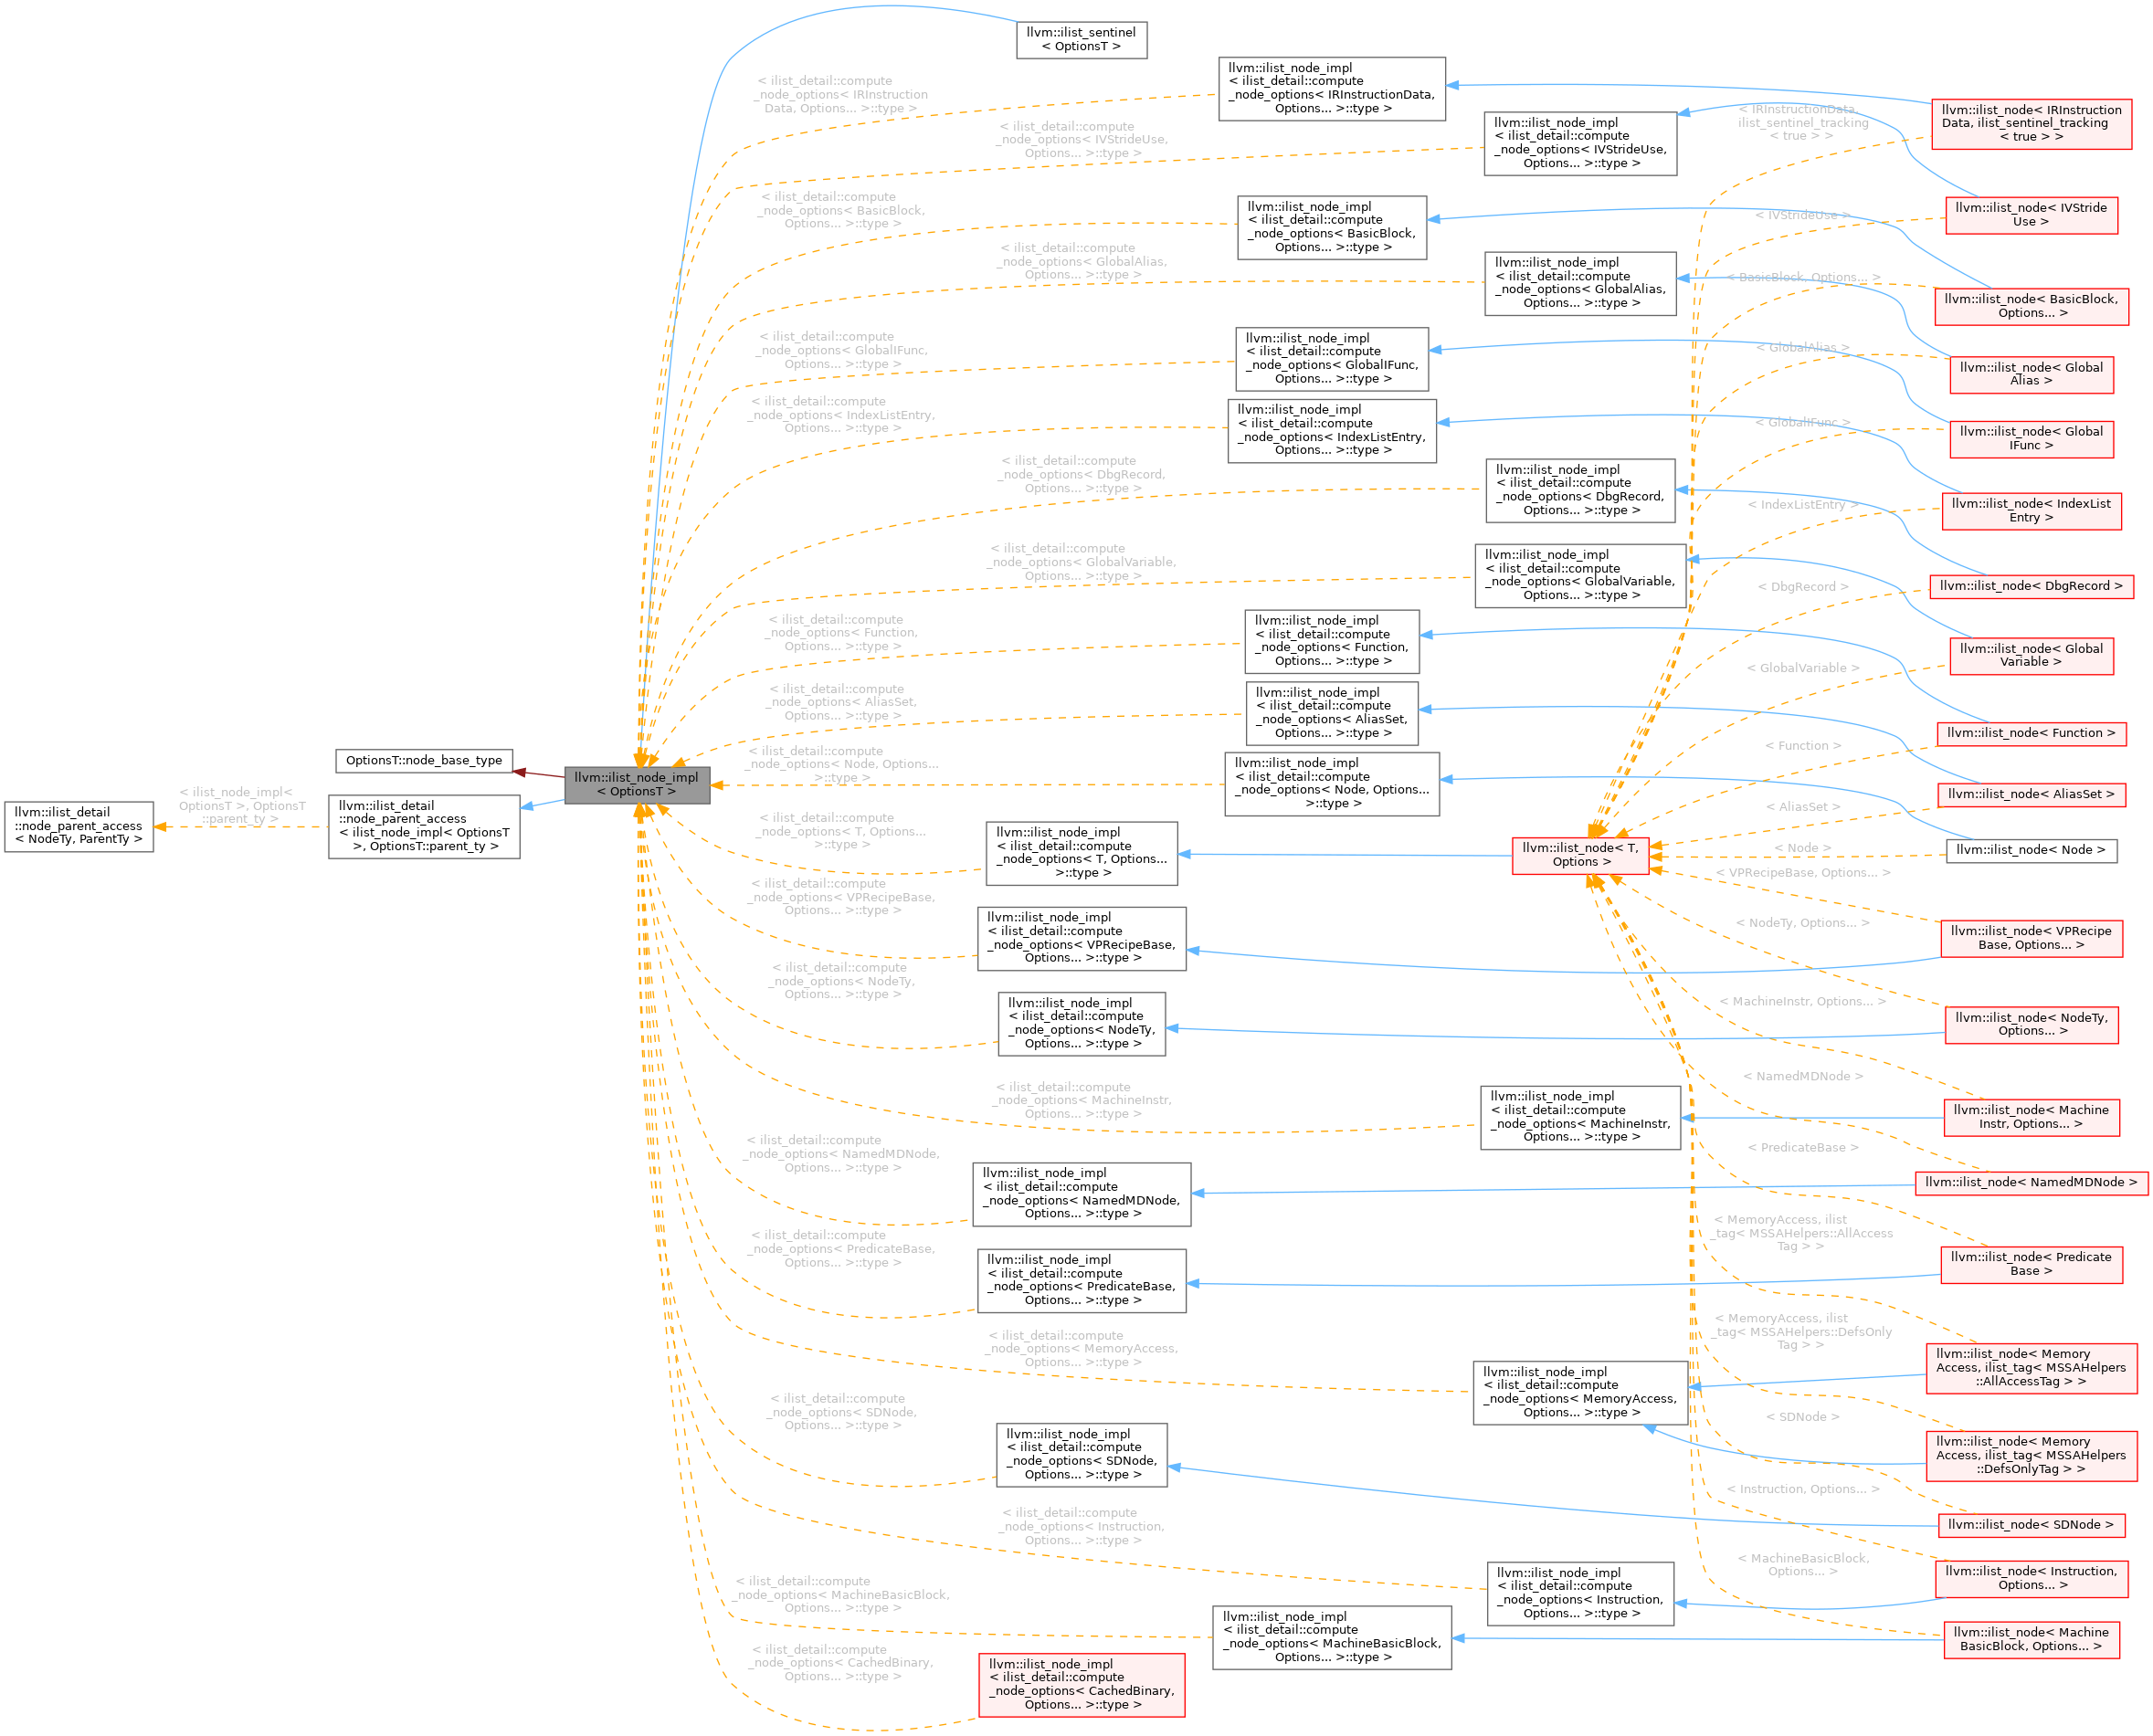 llvm::ilist_detail
::node_parent_access
< NodeTy, ParentTy >
< ilist_node_impl<
OptionsT >, OptionsT
::parent_ty >
OptionsT::node_base_type
llvm::ilist_detail
::node_parent_access
< ilist_node_impl< OptionsT
>, OptionsT::parent_ty >
llvm::ilist_node_impl
< OptionsT >
llvm::ilist_sentinel
< OptionsT >
< ilist_detail::compute
_node_options< IRInstruction
Data, Options... >::type >
llvm::ilist_node_impl
< ilist_detail::compute
_node_options< IRInstructionData,
Options... >::type >
< ilist_detail::compute
_node_options< IVStrideUse,
Options... >::type >
llvm::ilist_node_impl
< ilist_detail::compute
_node_options< IVStrideUse,
Options... >::type >
< ilist_detail::compute
_node_options< BasicBlock,
Options... >::type >
llvm::ilist_node_impl
< ilist_detail::compute
_node_options< BasicBlock,
Options... >::type >
< ilist_detail::compute
_node_options< GlobalAlias,
Options... >::type >
llvm::ilist_node_impl
< ilist_detail::compute
_node_options< GlobalAlias,
Options... >::type >
< ilist_detail::compute
_node_options< GlobalIFunc,
Options... >::type >
llvm::ilist_node_impl
< ilist_detail::compute
_node_options< GlobalIFunc,
Options... >::type >
< ilist_detail::compute
_node_options< IndexListEntry,
Options... >::type >
llvm::ilist_node_impl
< ilist_detail::compute
_node_options< IndexListEntry,
Options... >::type >
< ilist_detail::compute
_node_options< DbgRecord,
Options... >::type >
llvm::ilist_node_impl
< ilist_detail::compute
_node_options< DbgRecord,
Options... >::type >
< ilist_detail::compute
_node_options< GlobalVariable,
Options... >::type >
llvm::ilist_node_impl
< ilist_detail::compute
_node_options< GlobalVariable,
Options... >::type >
< ilist_detail::compute
_node_options< Function,
Options... >::type >
llvm::ilist_node_impl
< ilist_detail::compute
_node_options< Function,
Options... >::type >
< ilist_detail::compute
_node_options< AliasSet,
Options... >::type >
llvm::ilist_node_impl
< ilist_detail::compute
_node_options< AliasSet,
Options... >::type >
< ilist_detail::compute
_node_options< Node, Options...
>::type >
llvm::ilist_node_impl
< ilist_detail::compute
_node_options< Node, Options...
>::type >
< ilist_detail::compute
_node_options< T, Options...
>::type >
llvm::ilist_node_impl
< ilist_detail::compute
_node_options< T, Options...
>::type >
< ilist_detail::compute
_node_options< VPRecipeBase,
Options... >::type >
llvm::ilist_node_impl
< ilist_detail::compute
_node_options< VPRecipeBase,
Options... >::type >
< ilist_detail::compute
_node_options< NodeTy,
Options... >::type >
llvm::ilist_node_impl
< ilist_detail::compute
_node_options< NodeTy,
Options... >::type >
< ilist_detail::compute
_node_options< MachineInstr,
Options... >::type >
llvm::ilist_node_impl
< ilist_detail::compute
_node_options< MachineInstr,
Options... >::type >
< ilist_detail::compute
_node_options< NamedMDNode,
Options... >::type >
llvm::ilist_node_impl
< ilist_detail::compute
_node_options< NamedMDNode,
Options... >::type >
< ilist_detail::compute
_node_options< PredicateBase,
Options... >::type >
llvm::ilist_node_impl
< ilist_detail::compute
_node_options< PredicateBase,
Options... >::type >
< ilist_detail::compute
_node_options< MemoryAccess,
Options... >::type >
llvm::ilist_node_impl
< ilist_detail::compute
_node_options< MemoryAccess,
Options... >::type >
< ilist_detail::compute
_node_options< SDNode,
Options... >::type >
llvm::ilist_node_impl
< ilist_detail::compute
_node_options< SDNode,
Options... >::type >
< ilist_detail::compute
_node_options< Instruction,
Options... >::type >
llvm::ilist_node_impl
< ilist_detail::compute
_node_options< Instruction,
Options... >::type >
< ilist_detail::compute
_node_options< MachineBasicBlock,
Options... >::type >
llvm::ilist_node_impl
< ilist_detail::compute
_node_options< MachineBasicBlock,
Options... >::type >
< ilist_detail::compute
_node_options< CachedBinary,
Options... >::type >
llvm::ilist_node_impl
< ilist_detail::compute
_node_options< CachedBinary,
Options... >::type >
llvm::ilist_node< T,
Options >
< IRInstructionData,
ilist_sentinel_tracking
< true > >
llvm::ilist_node< IRInstruction
Data, ilist_sentinel_tracking
< true > >
< IVStrideUse >
llvm::ilist_node< IVStride
Use >
< BasicBlock, Options... >
llvm::ilist_node< BasicBlock,
Options... >
< GlobalAlias >
llvm::ilist_node< Global
Alias >
< GlobalIFunc >
llvm::ilist_node< Global
IFunc >
< IndexListEntry >
llvm::ilist_node< IndexList
Entry >
< DbgRecord >
llvm::ilist_node< DbgRecord >
< GlobalVariable >
llvm::ilist_node< Global
Variable >
< Function >
llvm::ilist_node< Function >
< AliasSet >
llvm::ilist_node< AliasSet >
< Node >
llvm::ilist_node< Node >
< VPRecipeBase, Options... >
llvm::ilist_node< VPRecipe
Base, Options... >
< NodeTy, Options... >
llvm::ilist_node< NodeTy,
Options... >
< MachineInstr, Options... >
llvm::ilist_node< Machine
Instr, Options... >
< NamedMDNode >
llvm::ilist_node< NamedMDNode >
< PredicateBase >
llvm::ilist_node< Predicate
Base >
< MemoryAccess, ilist
_tag< MSSAHelpers::AllAccess
Tag > >
llvm::ilist_node< Memory
Access, ilist_tag< MSSAHelpers
::AllAccessTag > >
< MemoryAccess, ilist
_tag< MSSAHelpers::DefsOnly
Tag > >
llvm::ilist_node< Memory
Access, ilist_tag< MSSAHelpers
::DefsOnlyTag > >
< SDNode >
llvm::ilist_node< SDNode >
< Instruction, Options... >
llvm::ilist_node< Instruction,
Options... >
< MachineBasicBlock,
Options... >
llvm::ilist_node< Machine
BasicBlock, Options... >